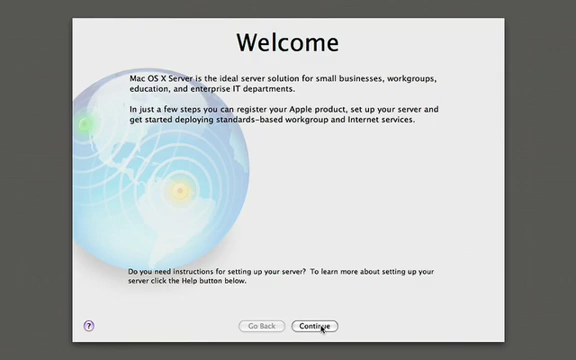 Welcome
Mac OS X Server is the ideal server solution for small businesses, workgroups,
education, and enterprise IT departments.
In just a few steps you can register your Apple product, set up your server and
get started deploying standards-based workgroup and Internet services.
Do you need instructions for setting up your server? To learn more about setting up your
server click the Help button below.
? Go Back Continue